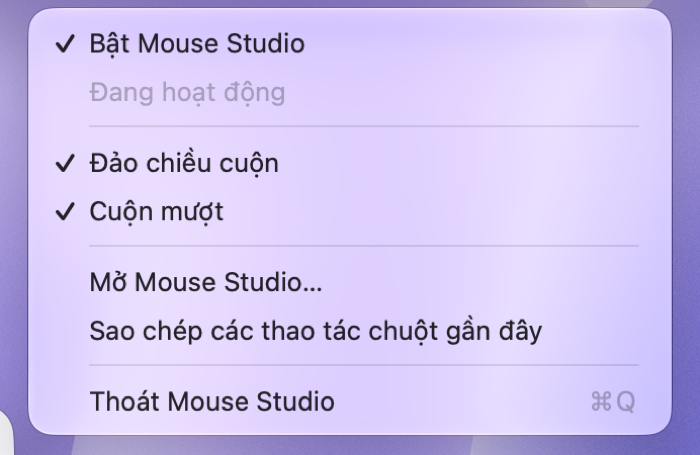 ✓ Bật Mouse Studio
Đang hoạt động
✓ Đảo chiều cuộn
✓ Cuộn mượt
Mở Mouse Studio...
Sao chép các thao tác chuột gần đây
Thoát Mouse Studio ⌘Q